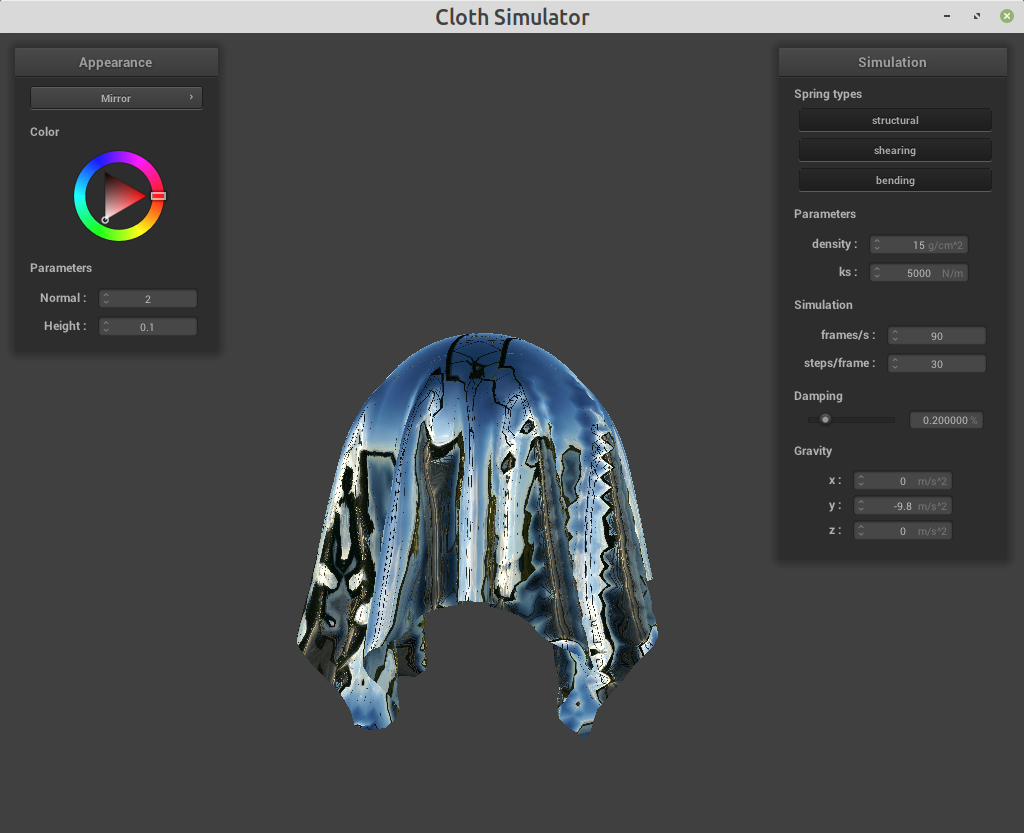 Cloth Simulator
Appearance
Mirror
Color
Parameters
Normal : 2
Height : 0.1
Simulation
Spring types
structural
shearing
bending
Parameters
density : 15 g/cm^2
ks : 5000 N/m
Simulation
frames/s : 90
steps/frame : 30
Damping
0.200000 %
Gravity
x : 0 m/s^2
y : -9.8 m/s^2
z : 0 m/s^2